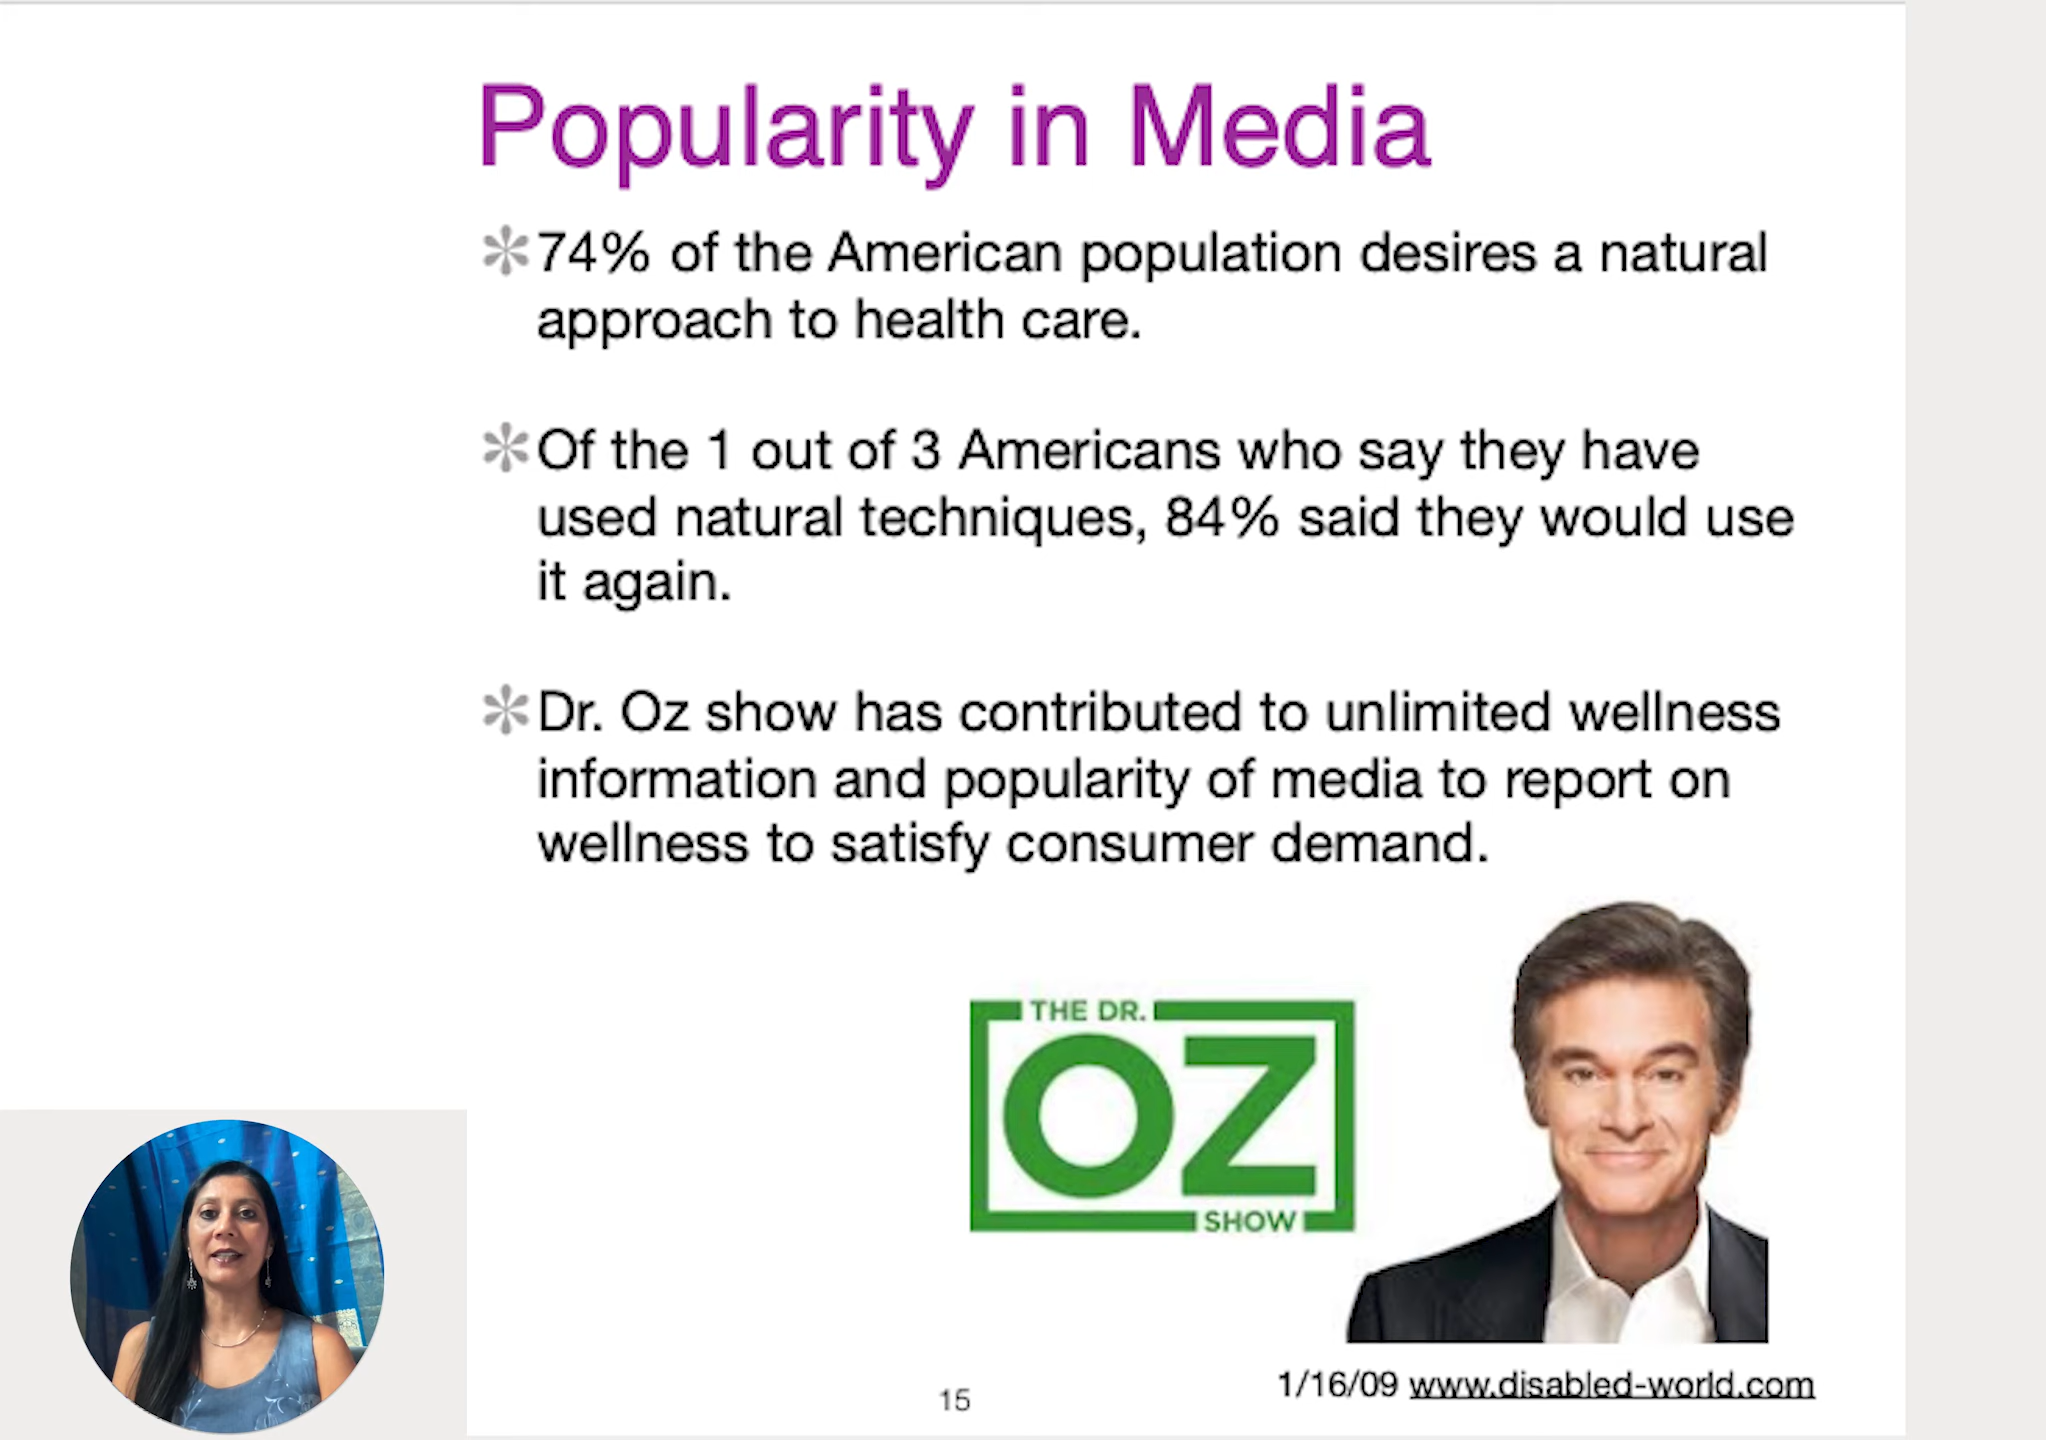 Popularity in Media
74% of the American population desires a natural
approach to health care.
Of the 1 out of 3 Americans who say they have
used natural techniques, 84% said they would use
it again.
Dr. Oz show has contributed to unlimited wellness
information and popularity of media to report on
wellness to satisfy consumer demand.
THE DR.
OZ
SHOW
1/16/09 www.disabled-world.com
15